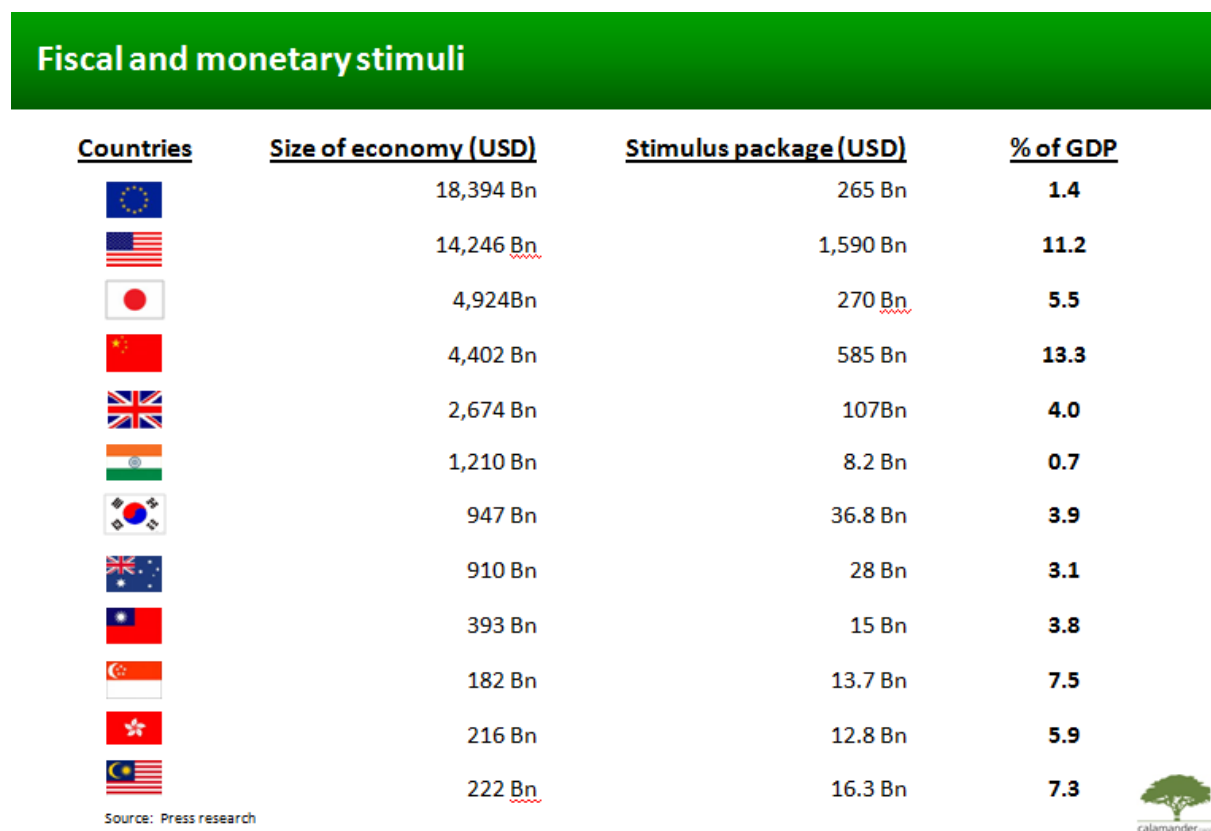 Fiscal and monetary stimuli
Countries Size of economy (USD) Stimulus package (USD) % of GDP
18,394 Bn 265 Bn 1.4
14,246 Bn 1,590 Bn 11.2
4,924Bn 270 Bn 5.5
4,402 Bn 585 Bn 13.3
2,674 Bn 107Bn 4.0
1,210 Bn 8.2 Bn 0.7
947 Bn 36.8 Bn 3.9
910 Bn 28 Bn 3.1
393 Bn 15 Bn 3.8
182 Bn 13.7 Bn 7.5
216 Bn 12.8 Bn 5.9
222 Bn 16.3 Bn 7.3
Source: Press research
calamander